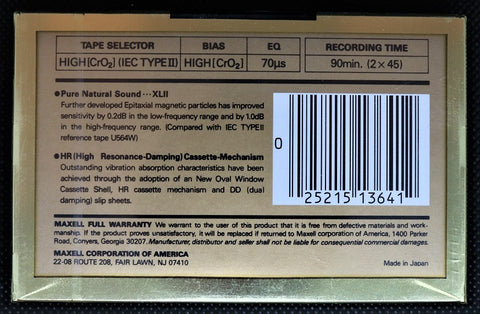 TAPE SELECTOR BIAS EQ RECORDING TIME
HIGH[CrO₂] (IEC TYPE II) HIGH[CrO₂] 70µs 90min. (2×45)
●Pure Natural Sound···XLII
Further developed Epitaxial magnetic particles has improved
sensitivity by 0.2dB in the low-frequency range and by 1.0dB
in the high-frequency range. (Compared with IEC TYPE II
reference tape U564W)
●HR (High Resonance-Damping) Cassette-Mechanism
Outstanding vibration absorption characteristics have been
achieved through the adoption of an New Oval Window
Cassette Shell, HR cassette mechanism and DD (dual
damping) slip sheets.
0
25215 13641
MAXELL FULL WARRANTY We warrant to the user of this product that it is free from defective materials and work-
manship. If the product proves unsatisfactory, it will be replaced if returned to Maxell corporation of America, 1400 Parker
Road, Conyers, Georgia 30207. Manufacturer, distributor and seller shall not be liable for consequential commercial damages.
MAXELL CORPORATION OF AMERICA
22-08 ROUTE 208, FAIR LAWN, NJ 07410
Made in Japan